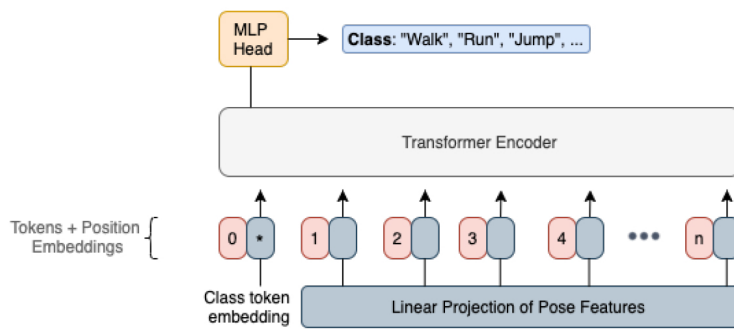 MLP
Head
Class: "Walk", "Run", "Jump", ...
Transformer Encoder
Tokens + Position
Embeddings
0 * 1 2 3 4 ••• n
Class token
embedding
Linear Projection of Pose Features